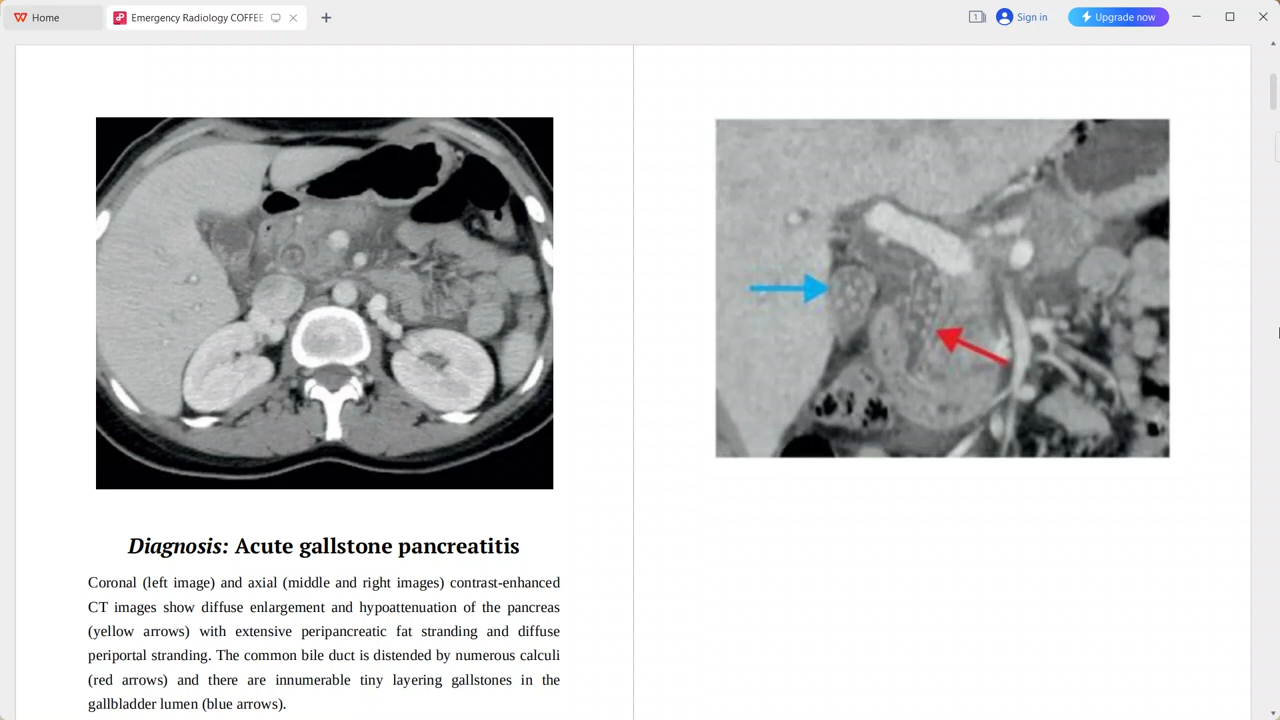 Home
Emergency Radiology COFFEE
1
Sign in
Upgrade now
Diagnosis: Acute gallstone pancreatitis
Coronal (left image) and axial (middle and right images) contrast-enhanced
CT images show diffuse enlargement and hypoattenuation of the pancreas
(yellow arrows) with extensive peripancreatic fat stranding and diffuse
periportal stranding. The common bile duct is distended by numerous calculi
(red arrows) and there are innumerable tiny layering gallstones in the
gallbladder lumen (blue arrows).